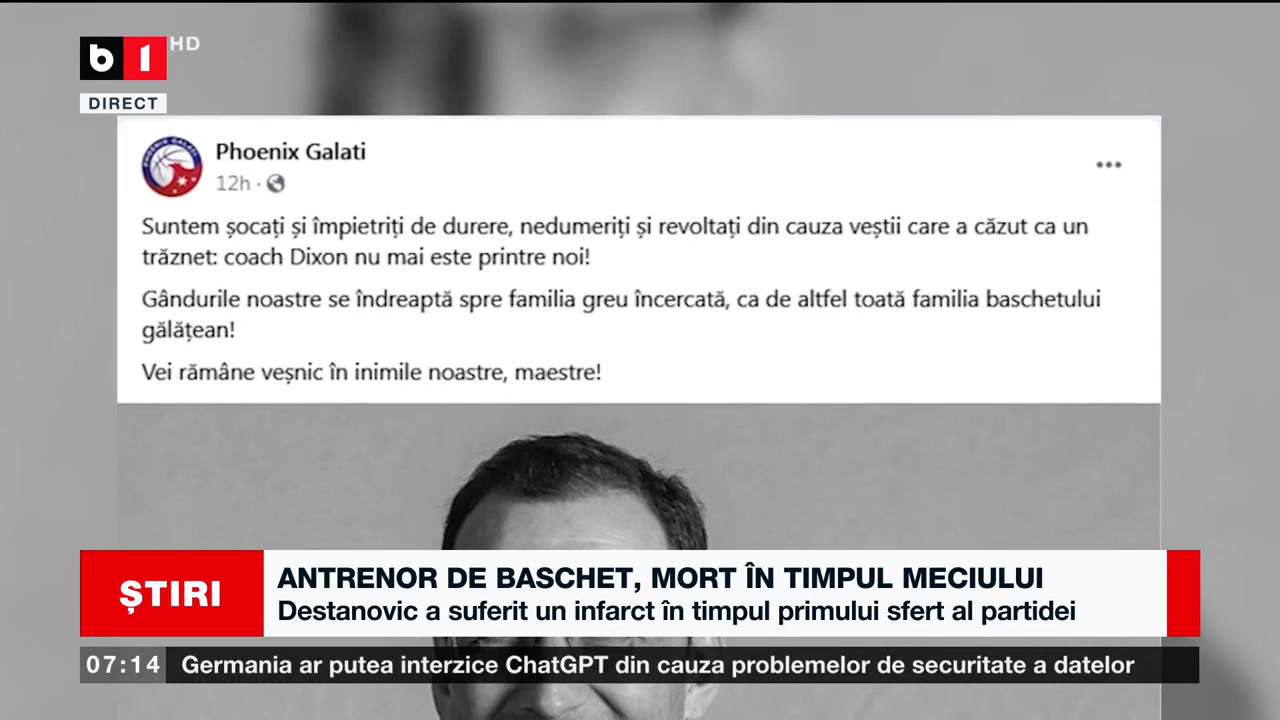 b1 HD
DIRECT
PHOENIX GALATI
Phoenix Galati
12h ·
Suntem șocați și împietriți de durere, nedumeriți și revoltați din cauza veștii care a căzut ca un
trăznet: coach Dixon nu mai este printre noi!
Gândurile noastre se îndreaptă spre familia greu încercată, ca de altfel toată familia baschetului
gălățean!
Vei rămâne veșnic în inimile noastre, maestre!
ȘTIRI
ANTRENOR DE BASCHET, MORT ÎN TIMPUL MECIULUI
Destanovic a suferit un infarct în timpul primului sfert al partidei
07:14 Germania ar putea interzice ChatGPT din cauza problemelor de securitate a datelor